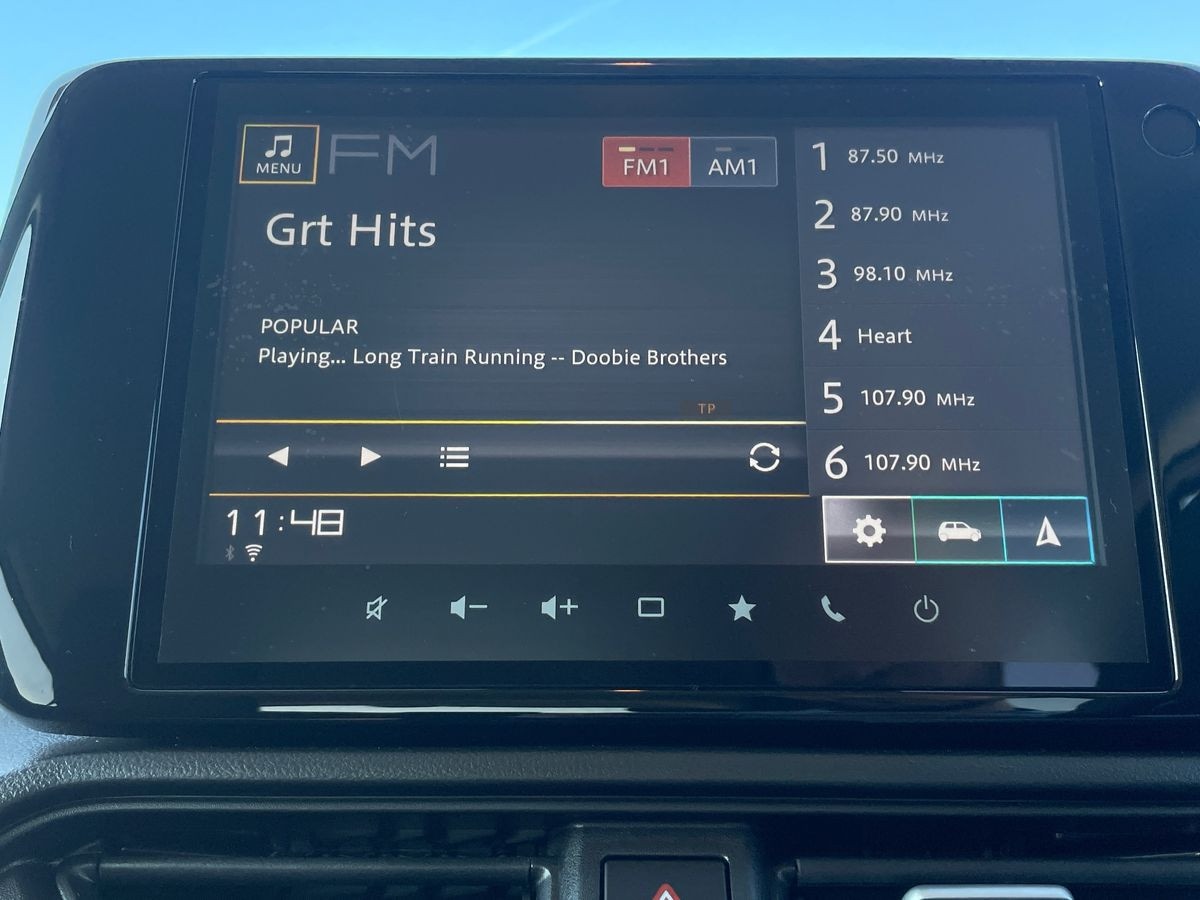 MENU
FM
FM1
AM1
Grt Hits
POPULAR
Playing... Long Train Running -- Doobie Brothers
TP
11:48
1 87.50 MHz
2 87.90 MHz
3 98.10 MHz
4 Heart
5 107.90 MHz
6 107.90 MHz